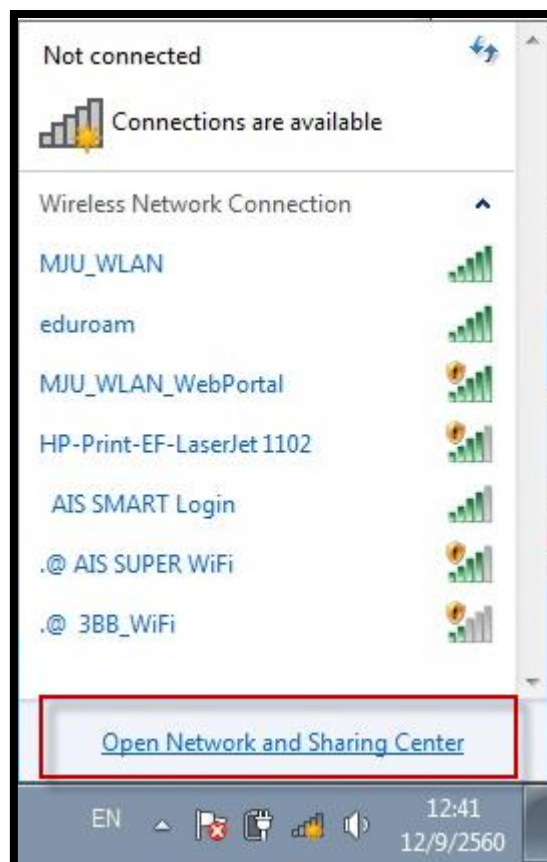 Not connected
Connections are available
Wireless Network Connection
MJU_WLAN
eduroam
MJU_WLAN_WebPortal
HP-Print-EF-LaserJet 1102
AIS SMART Login
.@ AIS SUPER WiFi
.@ 3BB_WiFi
Open Network and Sharing Center
EN
12:41
12/9/2560